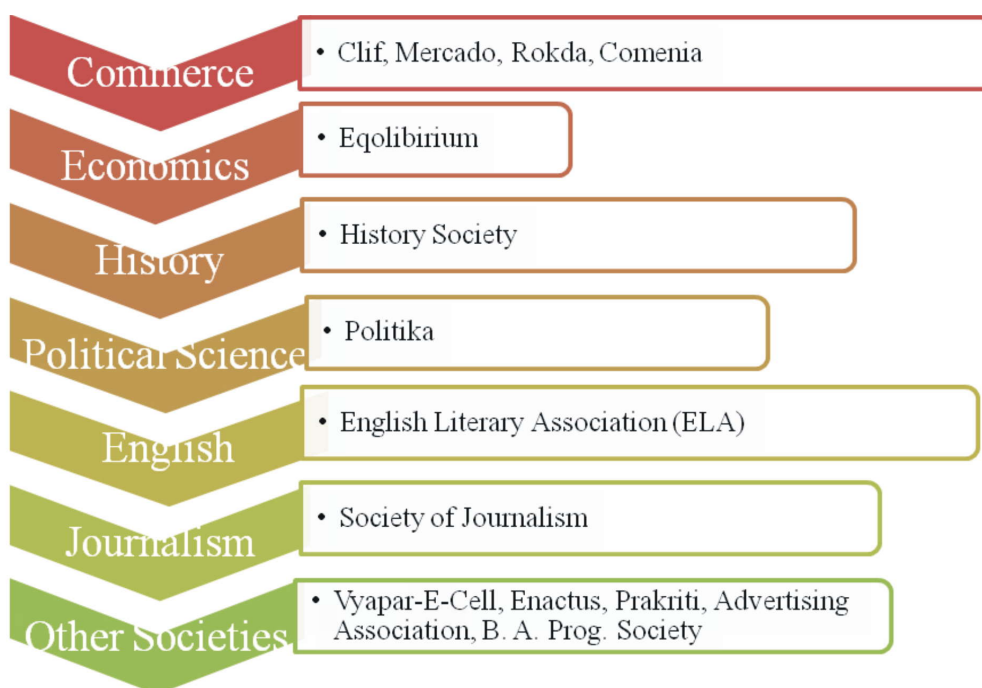 Commerce
• Clif, Mercado, Rokda, Comenia
Economics
• Eqolibirium
History
• History Society
Political Science
• Politika
English
• English Literary Association (ELA)
Journalism
• Society of Journalism
Other Societies
• Vyapar-E-Cell, Enactus, Prakriti, Advertising
Association, B. A. Prog. Society